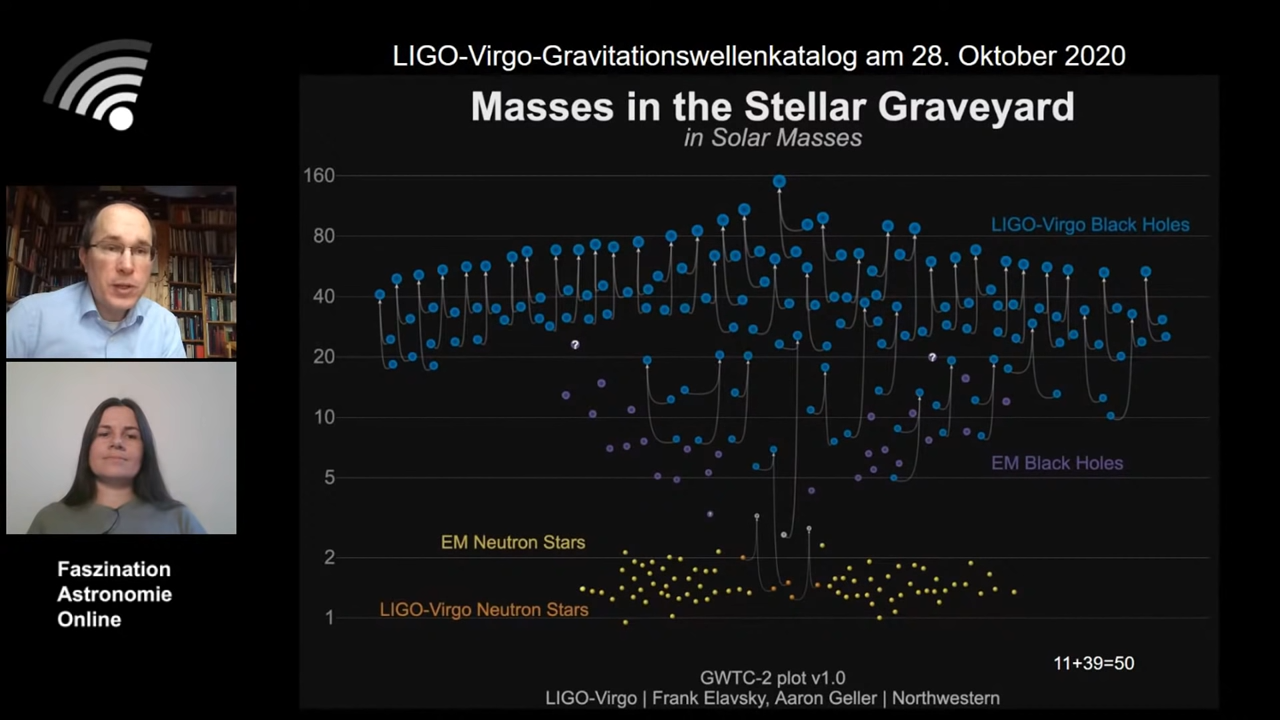 LIGO-Virgo-Gravitationswellenkatalog am 28. Oktober 2020
Masses in the Stellar Graveyard
in Solar Masses
160
80
40
20
10
5
2
1
LIGO-Virgo Black Holes
EM Black Holes
EM Neutron Stars
LIGO-Virgo Neutron Stars
?
?
11+39=50
GWTC-2 plot v1.0
LIGO-Virgo | Frank Elavsky, Aaron Geller | Northwestern
Faszination
Astronomie
Online